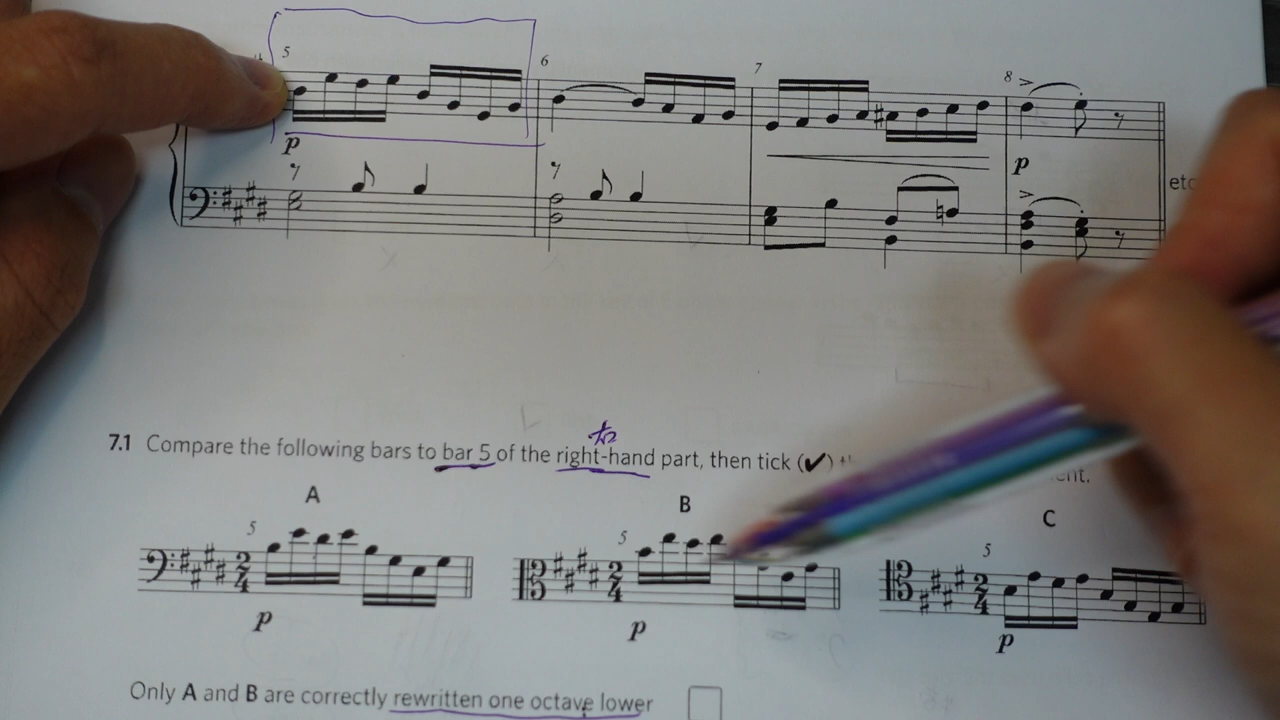 5 6 7 8
p p
etc
7.1 Compare the following bars to bar 5 of the right-hand part, then tick (✔)
ent.
A B C
5 5 5
2 4 2 4 2 4
p p p
Only A and B are correctly rewritten one octave lower